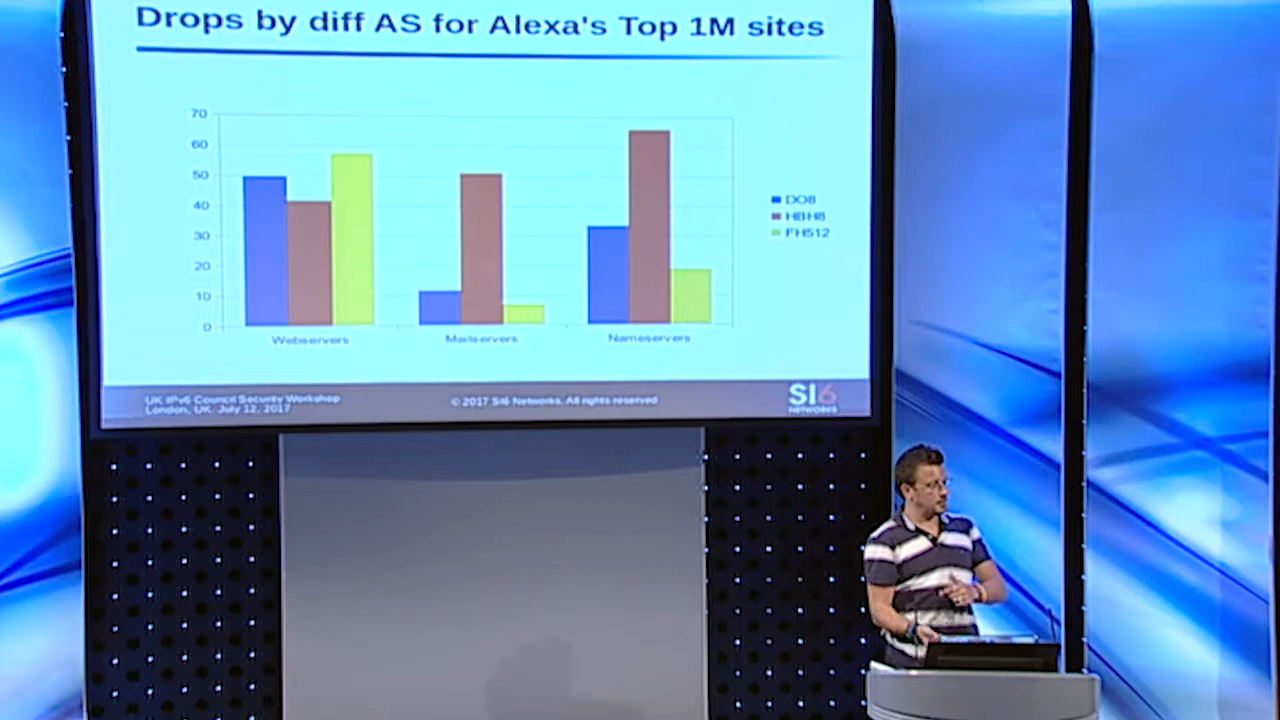 Drops by diff AS for Alexa's Top 1M sites
70
60
50
40
30
20
10
0
Webservers
Mailservers
Nameservers
DO8
HBH8
FH512
UK IPv6 Council Security Workshop
London, UK. July 12, 2017
© 2017 SI6 Networks. All rights reserved
SI6
NETWORKS